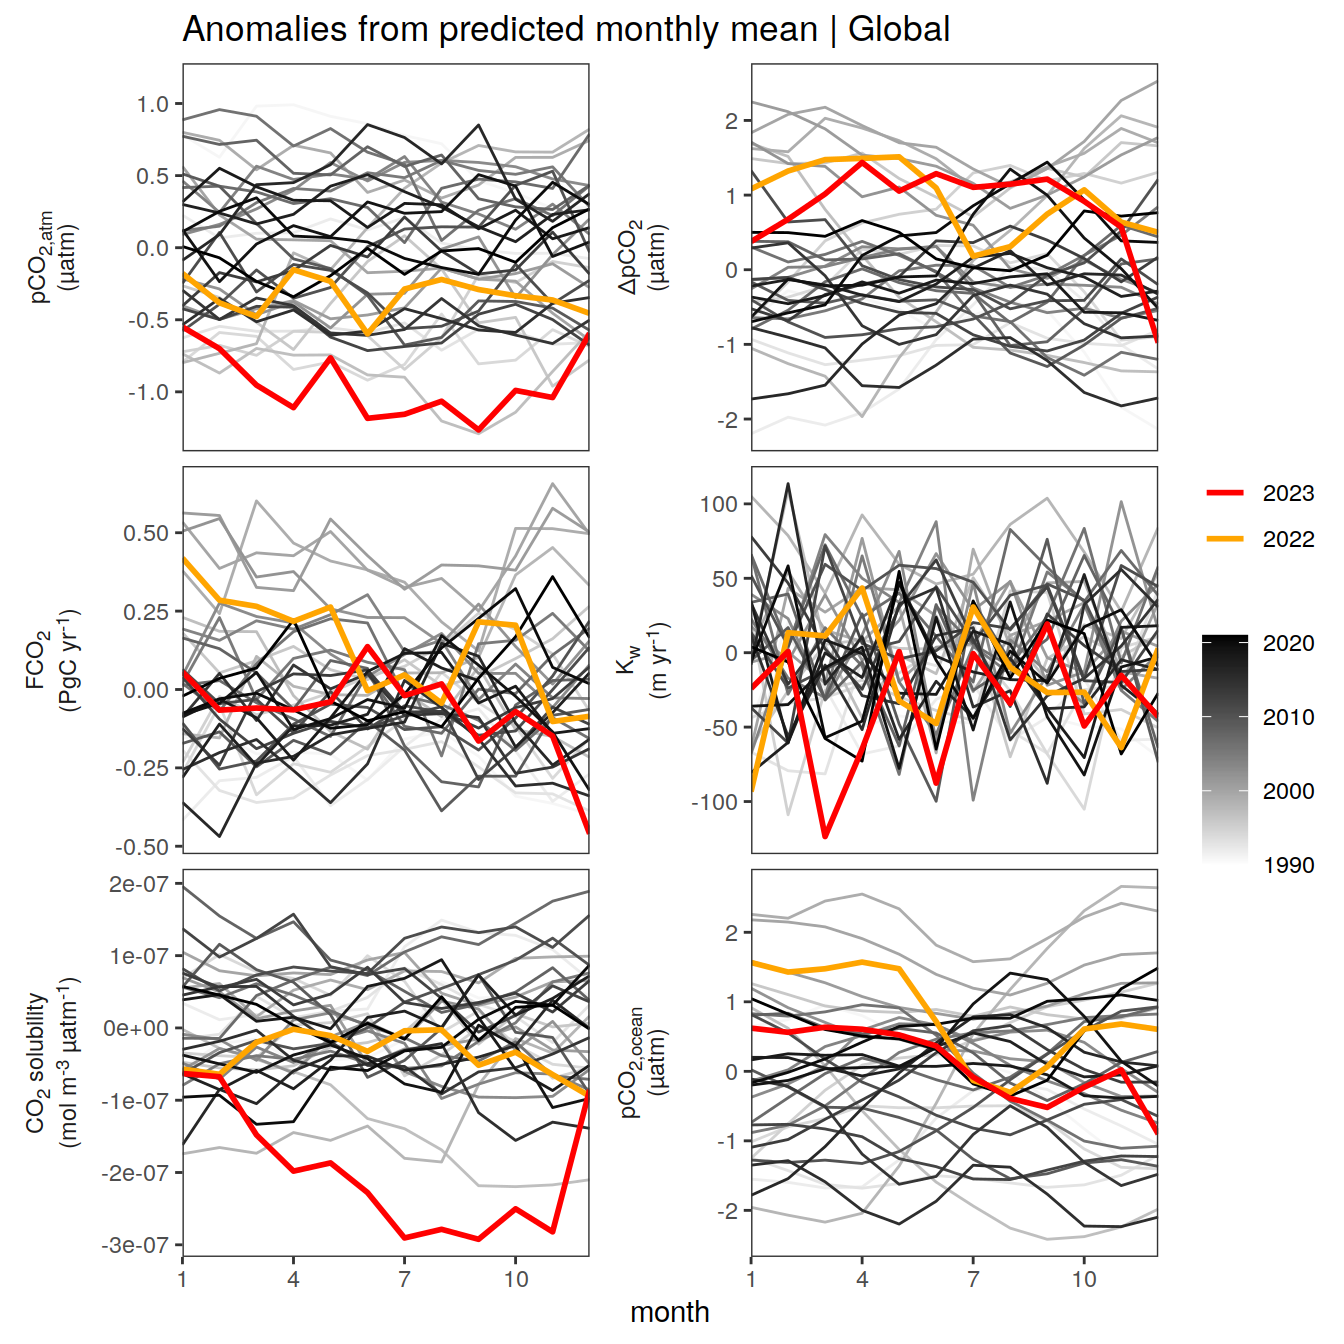 Anomalies from predicted monthly mean | Global
pCO2,atm
(µatm)
1.0
0.5
0.0
-0.5
-1.0
ΔpCO2
(µatm)
2
1
0
-1
-2
FCO2
(PgC yr-1)
0.50
0.25
0.00
-0.25
-0.50
Kw
(m yr-1)
100
50
0
-50
-100
CO2 solubility
(mol m-3 µatm-1)
2e-07
1e-07
0e+00
-1e-07
-2e-07
-3e-07
pCO2,ocean
(µatm)
2
1
0
-1
-2
1 4 7 10
1 4 7 10
month
2023
2022
2020
2010
2000
1990